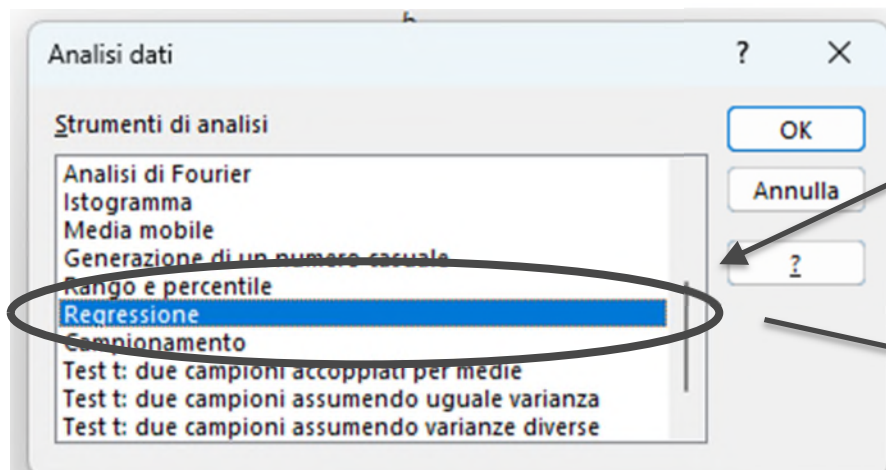 Analisi dati ?
Strumenti di analisi
OK
Annulla
?
Analisi di Fourier
Istogramma
Media mobile
Generazione di un numero casuale
Rango e percentile
Regressione
Campionamento
Test t: due campioni accoppiati per medie
Test t: due campioni assumendo uguale varianza
Test t: due campioni assumendo varianze diverse